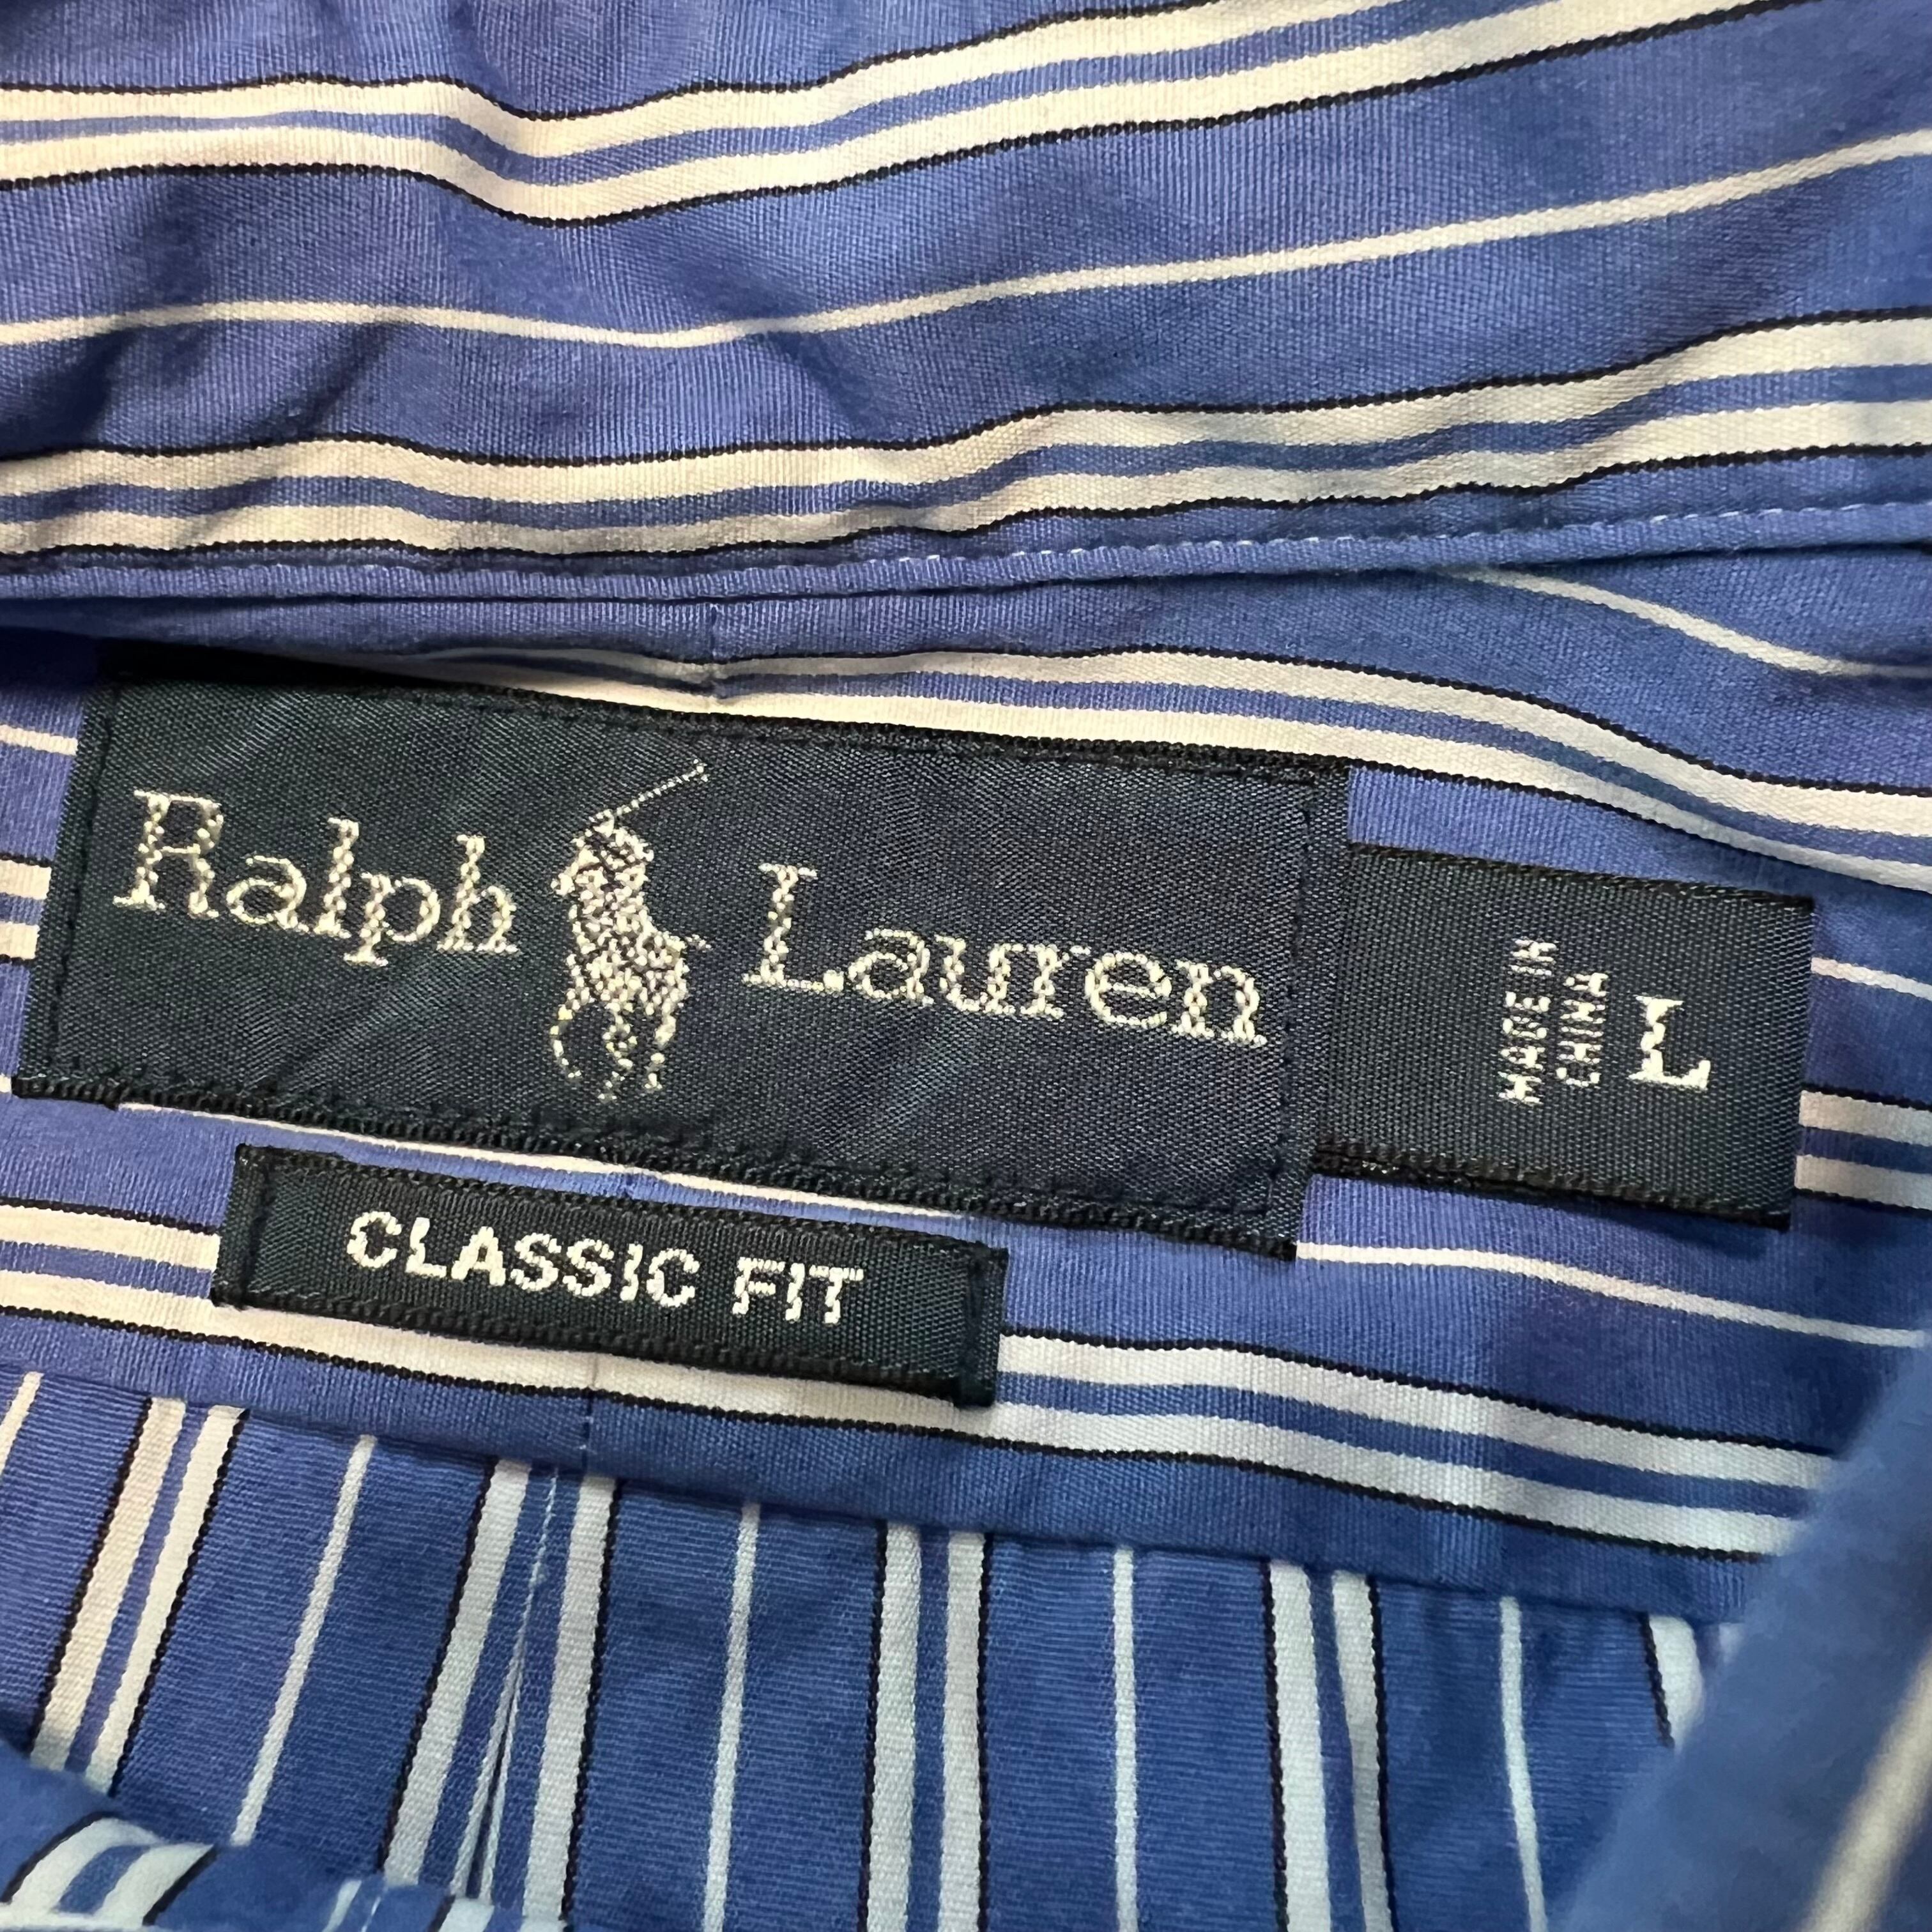 Ralph Lauren
MADE IN
CHINA
L
CLASSIC FIT